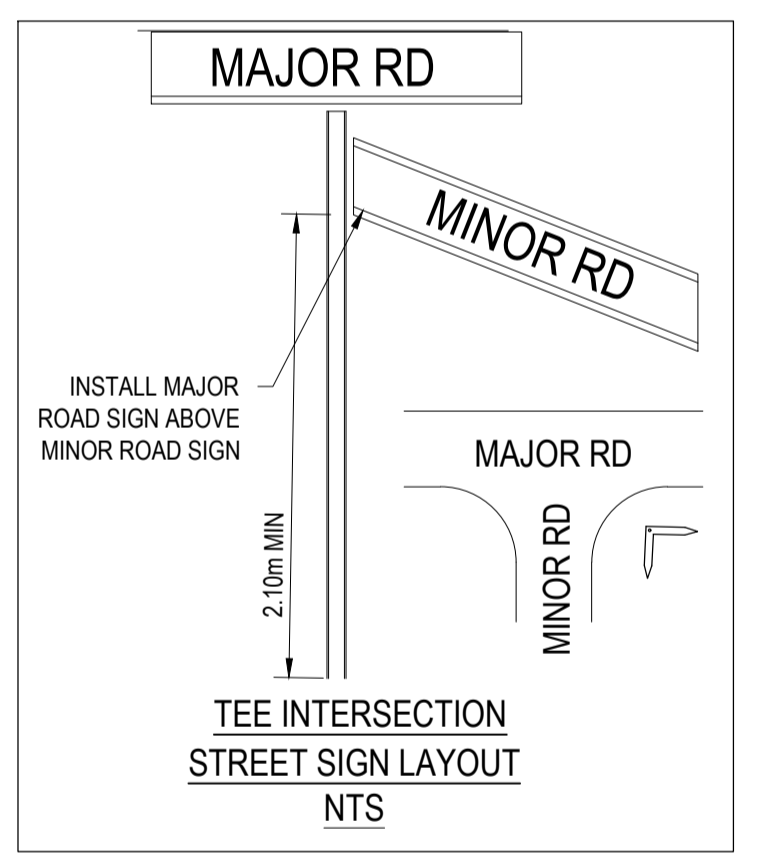 MAJOR RD
MINOR RD
INSTALL MAJOR
ROAD SIGN ABOVE
MINOR ROAD SIGN
2.10m MIN
MAJOR RD
MINOR RD
TEE INTERSECTION
STREET SIGN LAYOUT
NTS